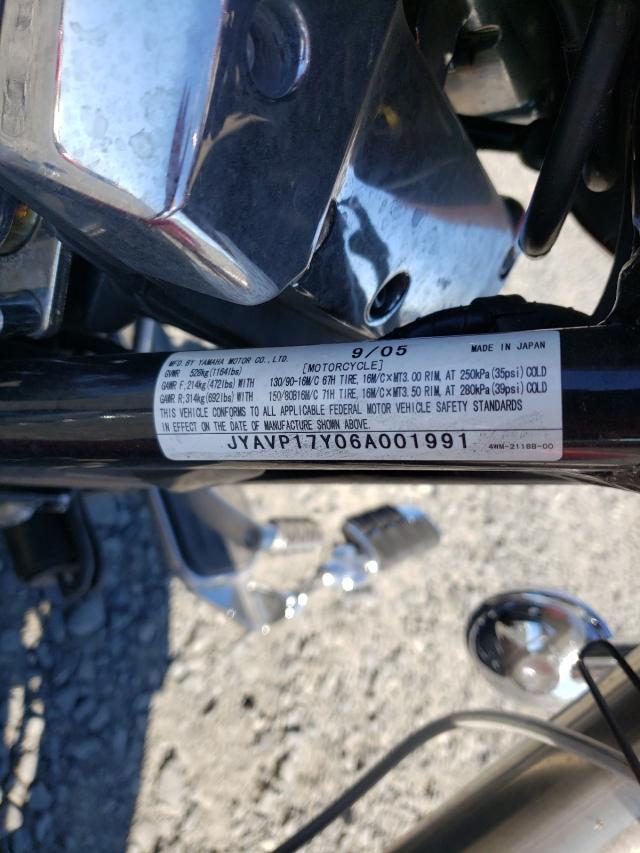 9/05 MADE IN JAPAN
MFD. BY YAMAHA MOTOR CO., LTD.
[MOTORCYCLE]
GVWR 528kg (1164lbs)
GAWR F;214kg (472lbs) WITH 130/90-16M/C 67H TIRE, 16M/C×MT3.00 RIM, AT 250kPa(35psi) COLD
GAWR R;314kg (692lbs) WITH 150/80B16M/C 71H TIRE, 16M/C×MT3.50 RIM, AT 280kPa(39psi) COLD
THIS VEHICLE CONFORMS TO ALL APPLICABLE FEDERAL MOTOR VEHICLE SAFETY STANDARDS
IN EFFECT ON THE DATE OF MANUFACTURE SHOWN ABOVE.
JYAVP17Y06A001991 4WM-2118B-00